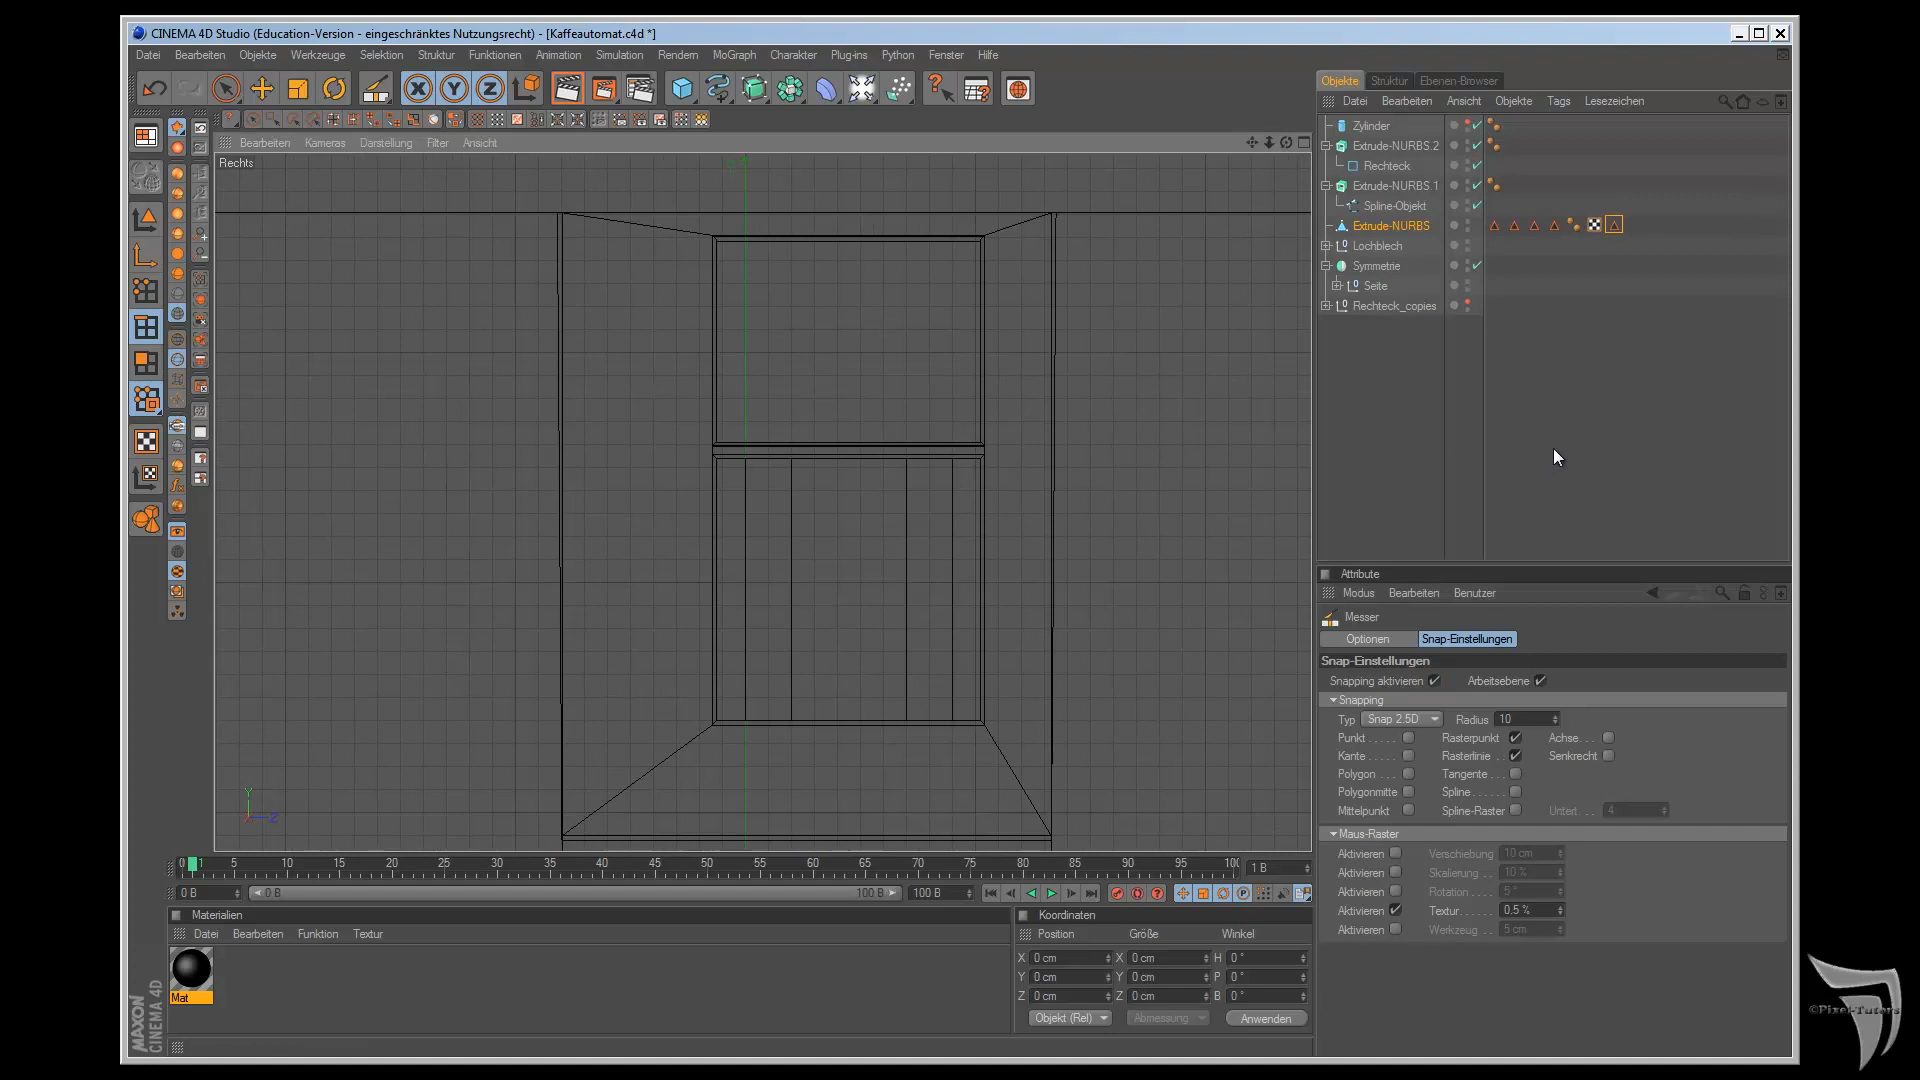 CINEMA 4D Studio (Education-Version - eingeschränktes Nutzungsrecht) - [Kaffeautomat.c4d *]
Datei Bearbeiten Objekte Werkzeuge Selektion Struktur Funktionen Animation Simulation Rendern MoGraph Charakter Plug-ins Python Fenster Hilfe
Objekte Struktur Ebenen-Browser
Datei Bearbeiten Ansicht Objekte Tags Lesezeichen
Zylinder
Extrude-NURBS.2
Rechteck
Extrude-NURBS.1
Spline-Objekt
Extrude-NURBS
Lochblech
Symmetrie
Seite
Rechteck_copies
Bearbeiten Kameras Darstellung Filter Ansicht
Rechts
Y
Z
Attribute
Modus Bearbeiten Benutzer
Messer
Optionen Snap-Einstellungen
Snap-Einstellungen
Snapping aktivieren Arbeitsebene
Snapping
Typ Snap 2.5D Radius 10
Punkt . . . . . Rasterpunkt Achse. . .
Kante . . . . . Rasterlinie . . Senkrecht
Polygon . . . Tangente . . .
Polygonmitte Spline. . . . . .
Mittelpunkt Spline-Raster Untert. . . 4
Maus-Raster
Aktivieren Verschiebung 10 cm
Aktivieren Skalierung . . 10 %
Aktivieren Rotation . . . 5 °
Aktivieren Textur. . . . . . 0.5 %
Aktivieren Werkzeug . . 5 cm
0 1 5 10 15 20 25 30 35 40 45 50 55 60 65 70 75 80 85 90 95 100 1 B
0 B 0 B 100 B 100 B
Materialien
Datei Bearbeiten Funktion Textur
Mat
Koordinaten
Position Größe Winkel
X 0 cm X 0 cm H 0 °
Y 0 cm Y 0 cm P 0 °
Z 0 cm Z 0 cm B 0 °
Objekt (Rel) Abmessung Anwenden
MAXON
CINEMA 4D
©Pixel-Tutors